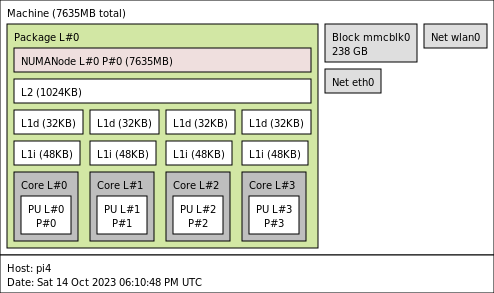 Machine (7635MB total)
Package L#0
NUMANode L#0 P#0 (7635MB)
L2 (1024KB)
L1d (32KB) L1d (32KB) L1d (32KB) L1d (32KB)
L1i (48KB) L1i (48KB) L1i (48KB) L1i (48KB)
Core L#0 Core L#1 Core L#2 Core L#3
PU L#0 PU L#1 PU L#2 PU L#3
P#0 P#1 P#2 P#3
Block mmcblk0
238 GB
Net wlan0
Net eth0
Host: pi4
Date: Sat 14 Oct 2023 06:10:48 PM UTC